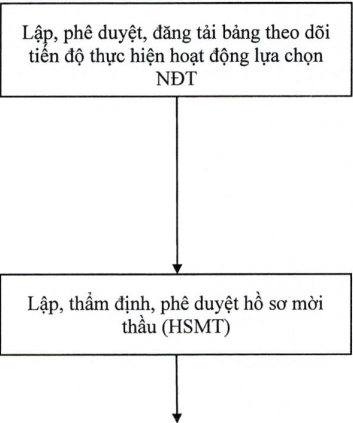 Lập, phê duyệt, đăng tải bảng theo dõi
tiến độ thực hiện hoạt động lựa chọn
NĐT
Lập, thẩm định, phê duyệt hồ sơ mời
thầu (HSMT)